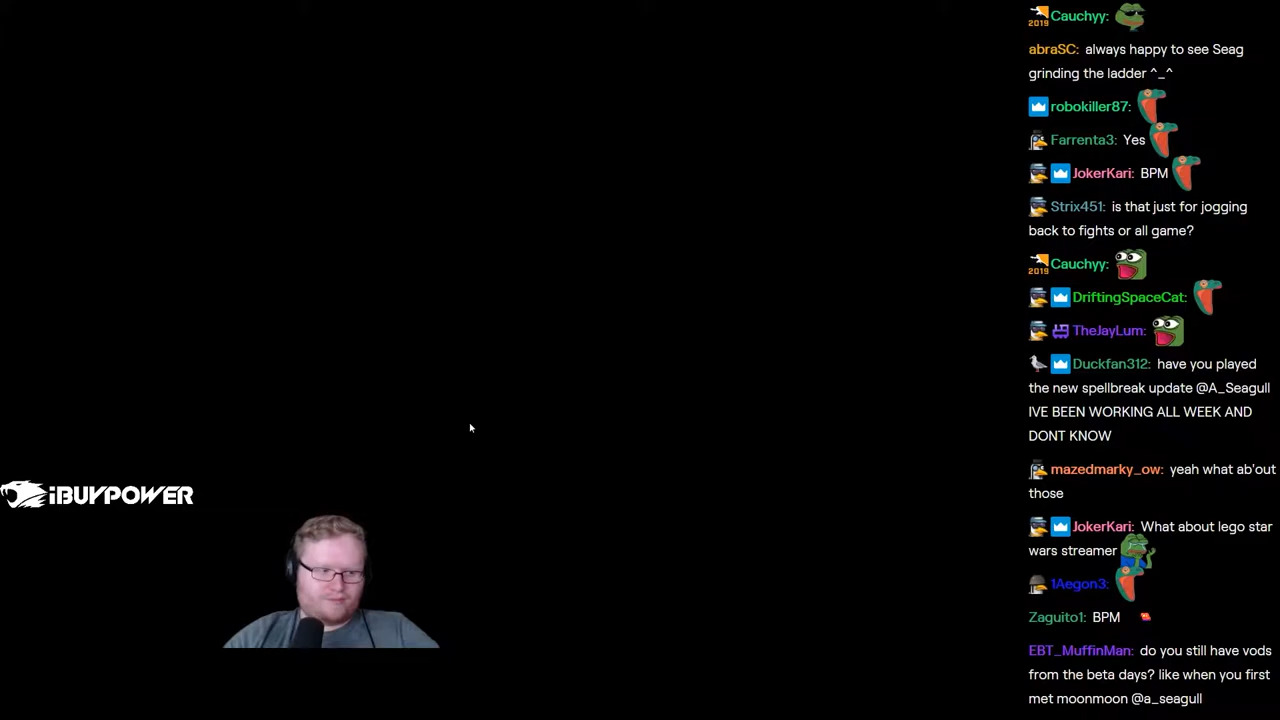 2019 Cauchyy:
abraSC: always happy to see Seag
grinding the ladder ^_^
robokiller87:
Farrenta3: Yes
JokerKari: BPM
Strix451: is that just for jogging
back to fights or all game?
2019 Cauchyy:
DriftingSpaceCat:
TheJayLum:
Duckfan312: have you played
the new spellbreak update @A_Seagull
IVE BEEN WORKING ALL WEEK AND
DONT KNOW
mazedmarky_ow: yeah what ab'out
those
iBUYPOWER
JokerKari: What about lego star
wars streamer
1Aegon3:
Zaguito1: BPM
EBT_MuffinMan: do you still have vods
from the beta days? like when you first
met moonmoon @a_seagull